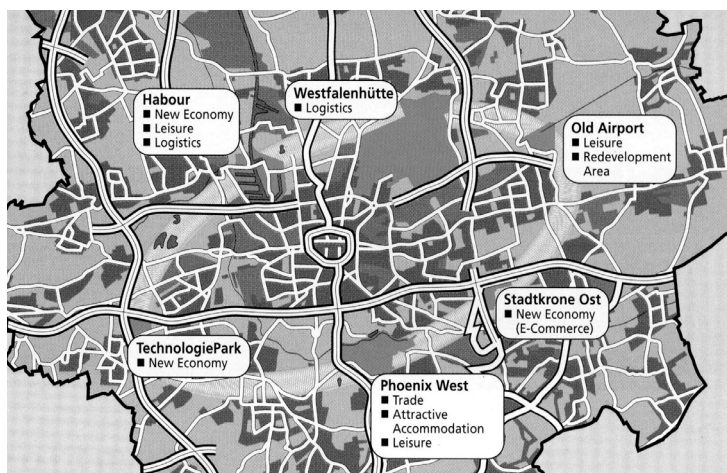 Habour
■ New Economy
■ Leisure
■ Logistics
Westfalenhütte
■ Logistics
Old Airport
■ Leisure
■ Redevelopment
Area
Stadtkrone Ost
■ New Economy
(E-Commerce)
TechnologiePark
■ New Economy
Phoenix West
■ Trade
■ Attractive
Accommodation
■ Leisure